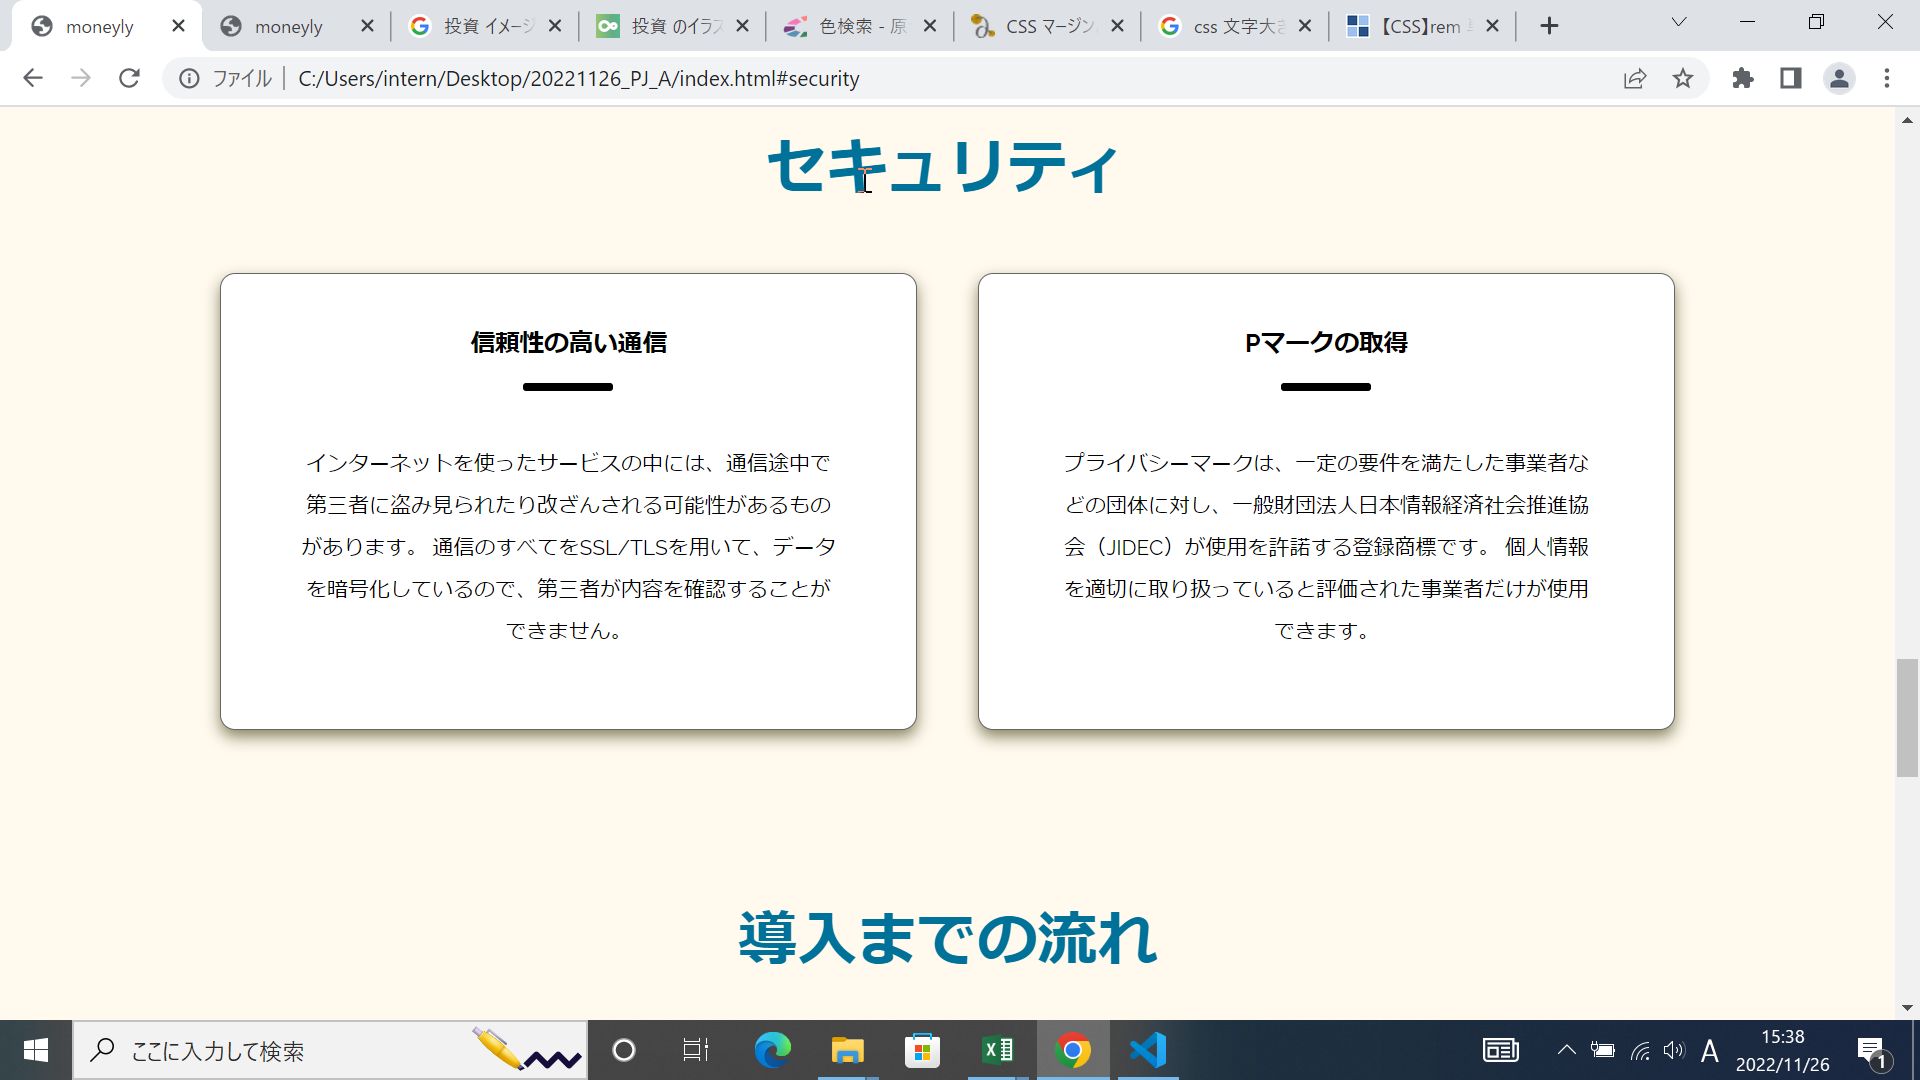 moneyly
moneyly
投資 イメージ
投資 のイラス
色検索 - 原
CSS マージン
css 文字大き
【CSS】rem
ファイル
C:/Users/intern/Desktop/20221126_PJ_A/index.html#security
セキュリティ
信頼性の高い通信
インターネットを使ったサービスの中には、通信途中で
第三者に盗み見られたり改ざんされる可能性があるもの
があります。 通信のすべてをSSL/TLSを用いて、データ
を暗号化しているので、第三者が内容を確認することが
できません。
Pマークの取得
プライバシーマークは、一定の要件を満たした事業者な
どの団体に対し、一般財団法人日本情報経済社会推進協
会（JIDEC）が使用を許諾する登録商標です。 個人情報
を適切に取り扱っていると評価された事業者だけが使用
できます。
導入までの流れ
ここに入力して検索
A
15:38
2022/11/26
1